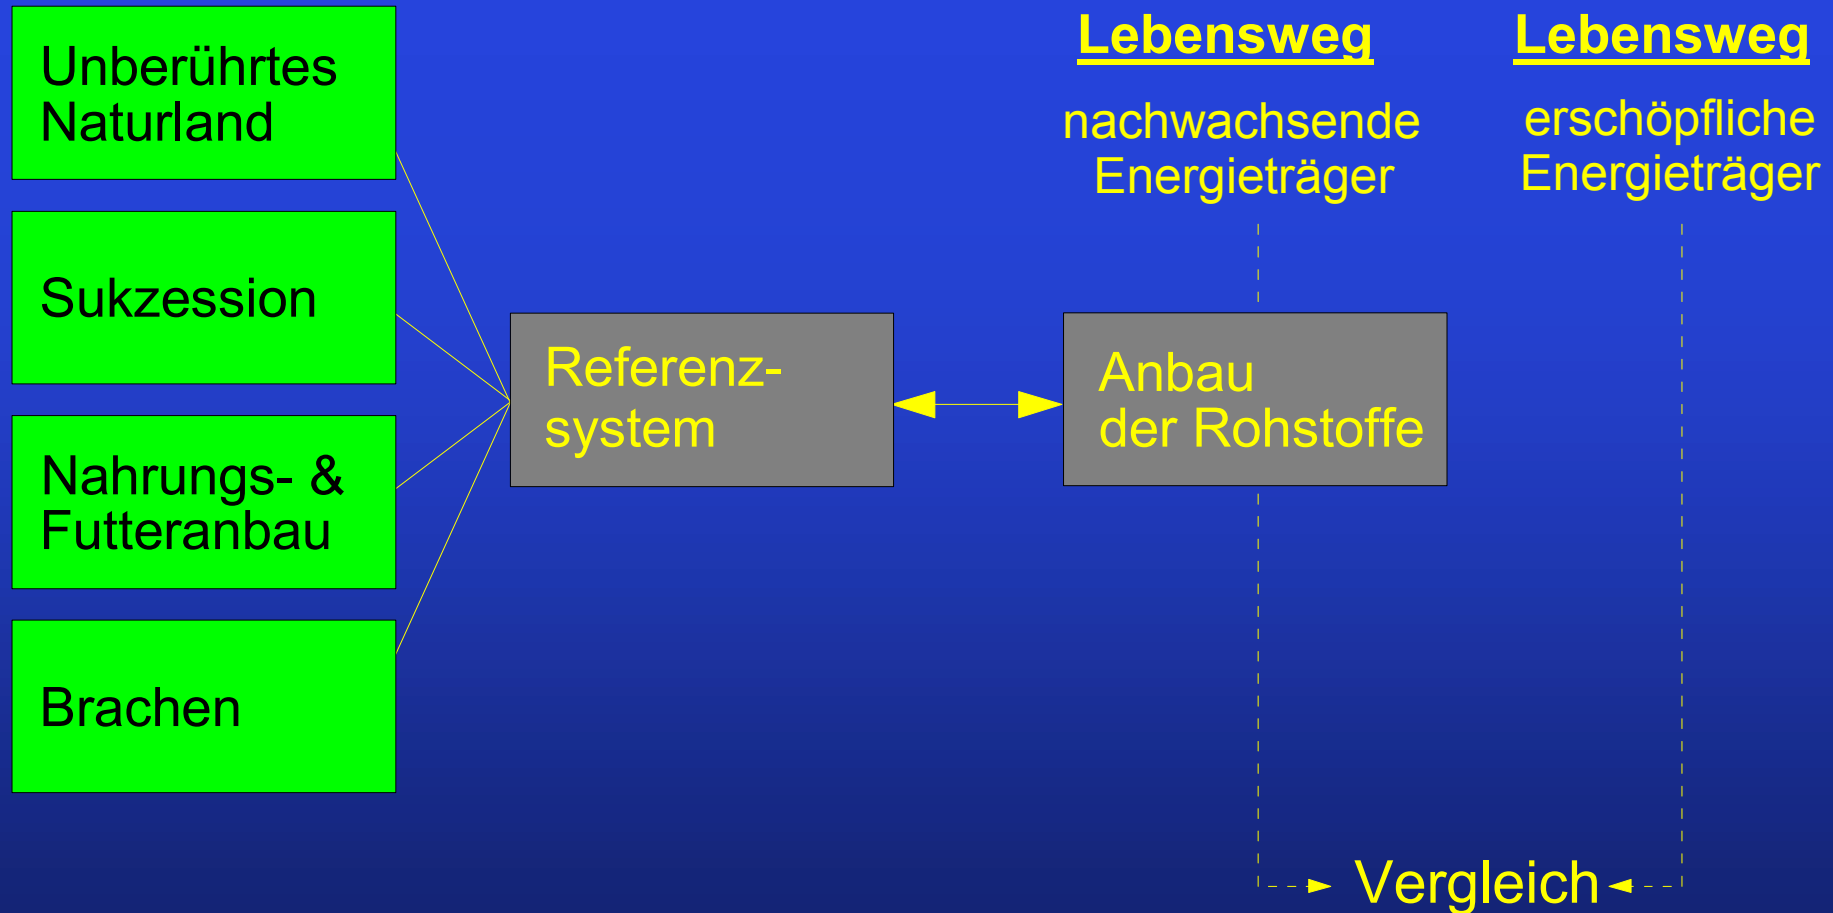 Unberührtes
Naturland
Sukzession
Nahrungs- &
Futteranbau
Brachen
Referenz-
system
Lebensweg
nachwachsende
Energieträger
Anbau
der Rohstoffe
Lebensweg
erschöpfliche
Energieträger
Vergleich